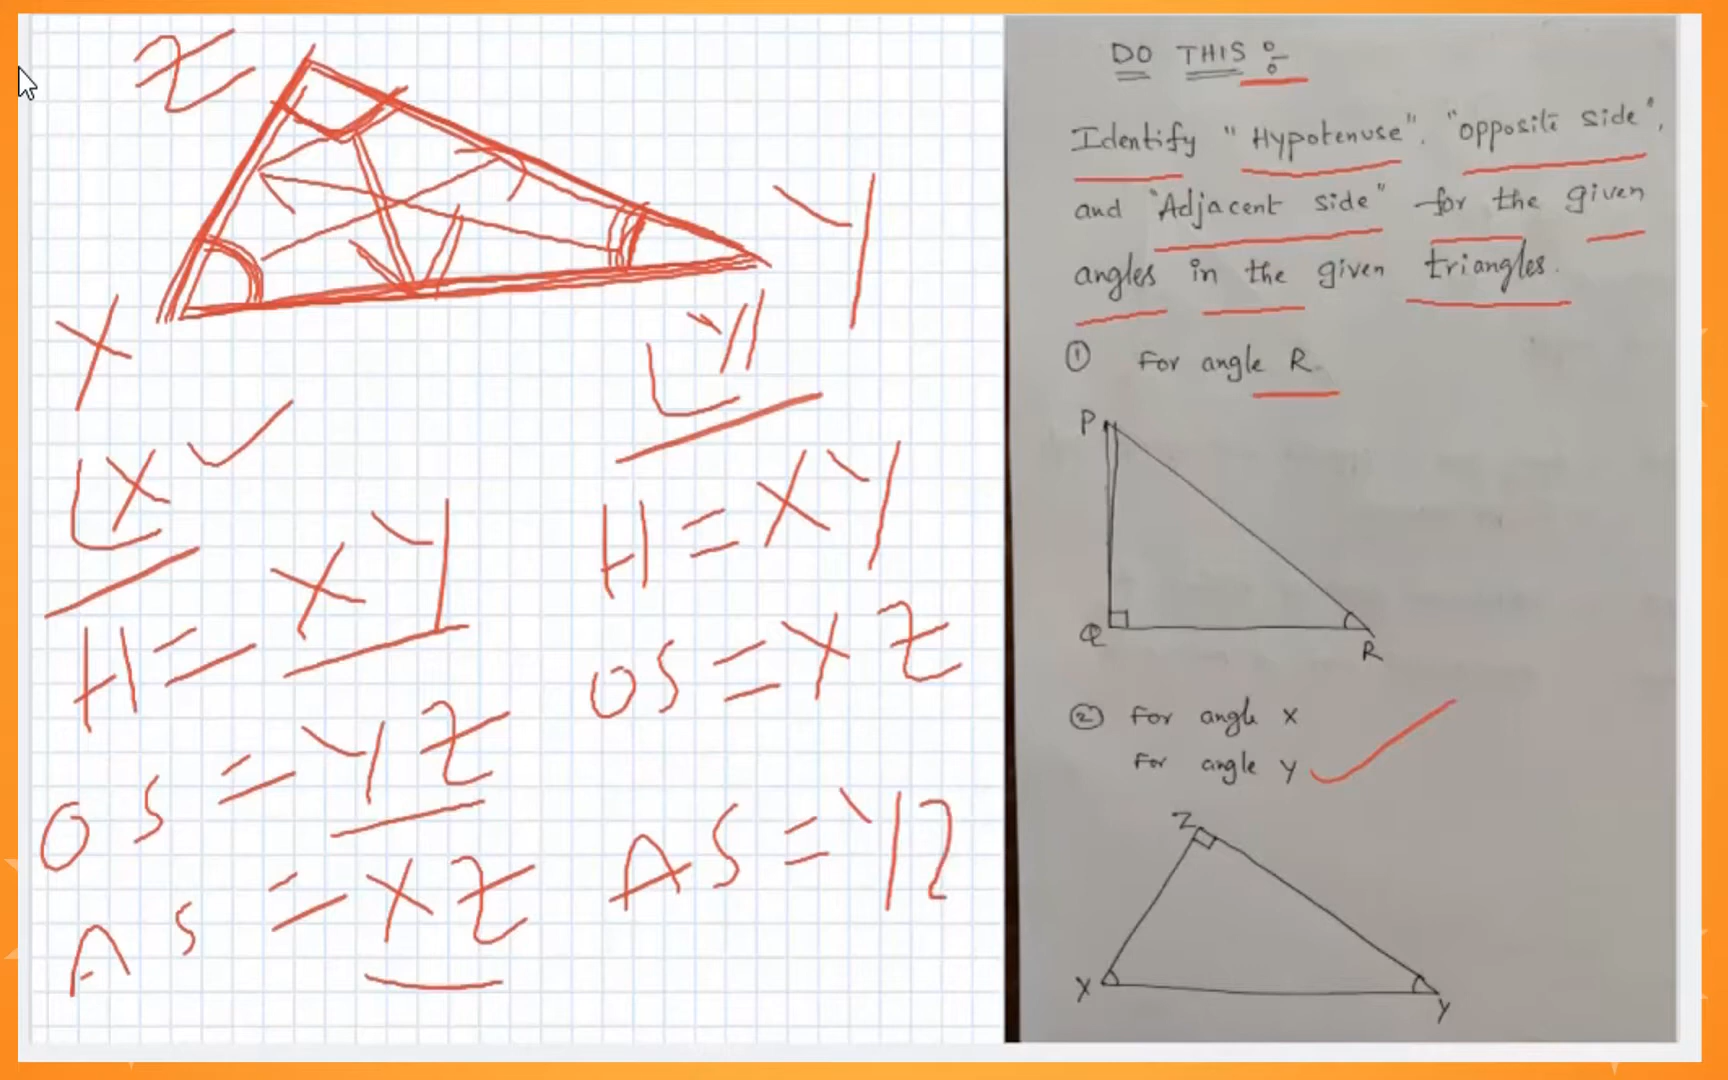 Z
Y
X
∠Y
∠X
H = XY
OS = YZ
AS = XZ
H = XY
OS = XZ
AS = YZ
DO THIS :-
Identify "Hypotenuse", "opposite side",
and "Adjacent side" for the given
angles in the given triangles.
① For angle R
P
Q
R
② For angle X
For angle Y
Z
X
Y